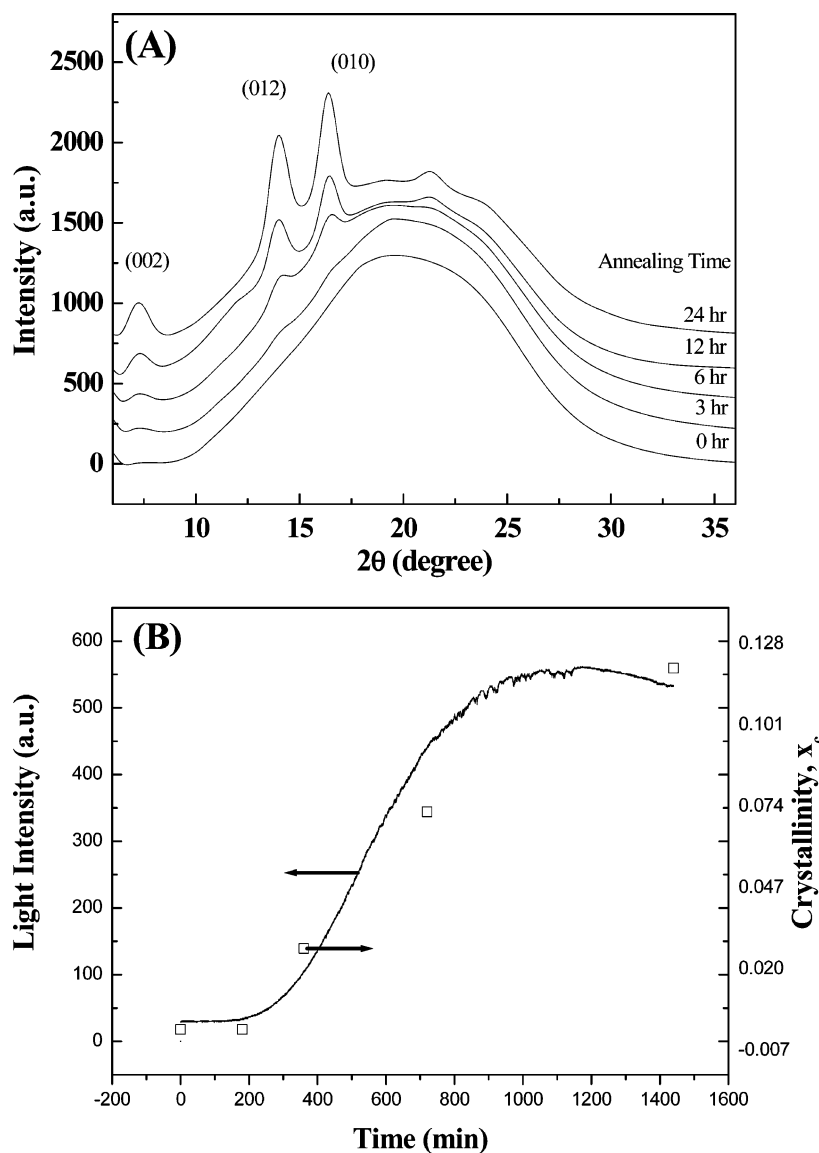 (A)
2500
2000
1500
1000
500
0
Intensity (a.u.)
(010)
(012)
(002)
Annealing Time
24 hr
12 hr
6 hr
3 hr
0 hr
10 15 20 25 30 35
2θ (degree)
(B)
600
500
400
300
200
100
0
Light Intensity (a.u.)
0.128
0.101
0.074
0.047
0.020
-0.007
Crystallinity, x
-200 0 200 400 600 800 1000 1200 1400 1600
Time (min)